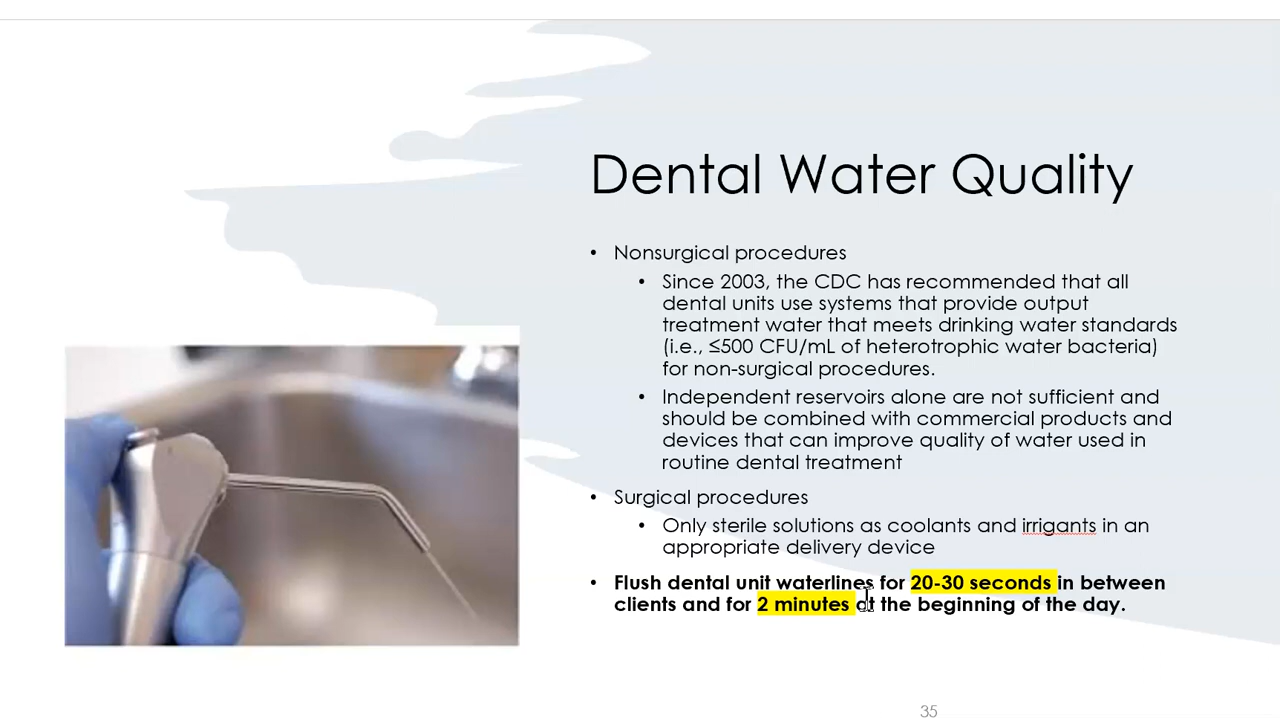 Dental Water Quality
• Nonsurgical procedures
• Since 2003, the CDC has recommended that all
dental units use systems that provide output
treatment water that meets drinking water standards
(i.e., ≤500 CFU/mL of heterotrophic water bacteria)
for non-surgical procedures.
• Independent reservoirs alone are not sufficient and
should be combined with commercial products and
devices that can improve quality of water used in
routine dental treatment
• Surgical procedures
• Only sterile solutions as coolants and irrigants in an
appropriate delivery device
• Flush dental unit waterlines for 20-30 seconds in between
clients and for 2 minutes at the beginning of the day.
35